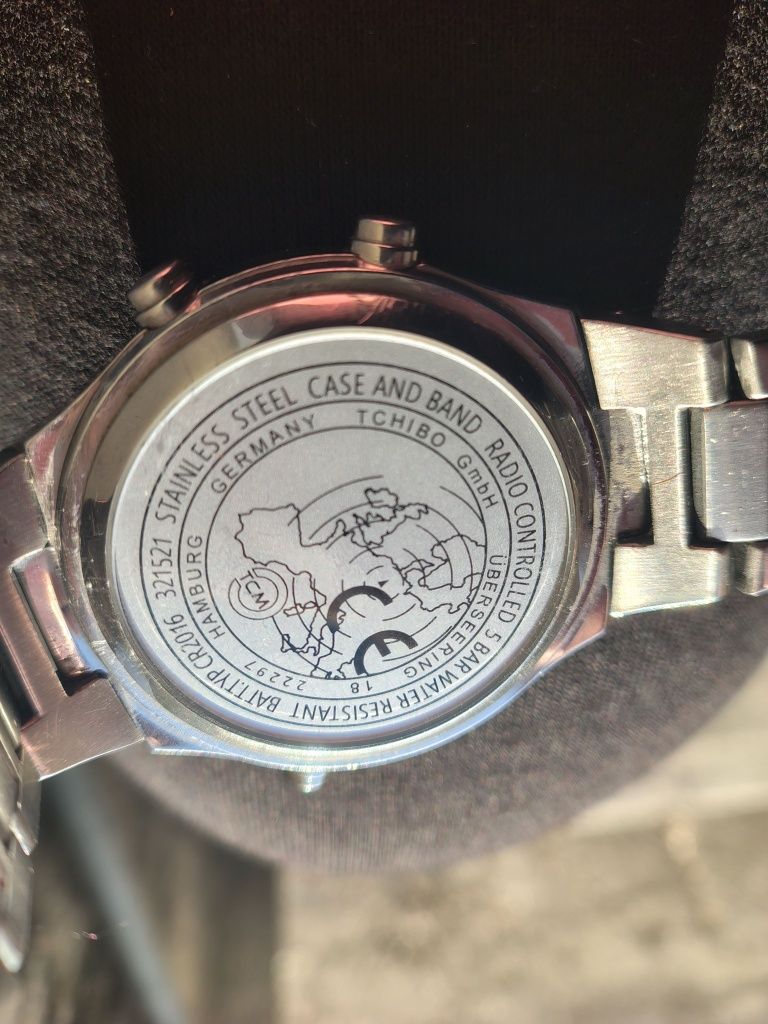 STAINLESS STEEL CASE AND BAND RADIO CONTROLLED 5 BAR WATER RESISTANT BATT.TYP CR2016 321521
TCHIBO GmbH ÜBERSEERING 18 22297 HAMBURG GERMANY
TCM
CE